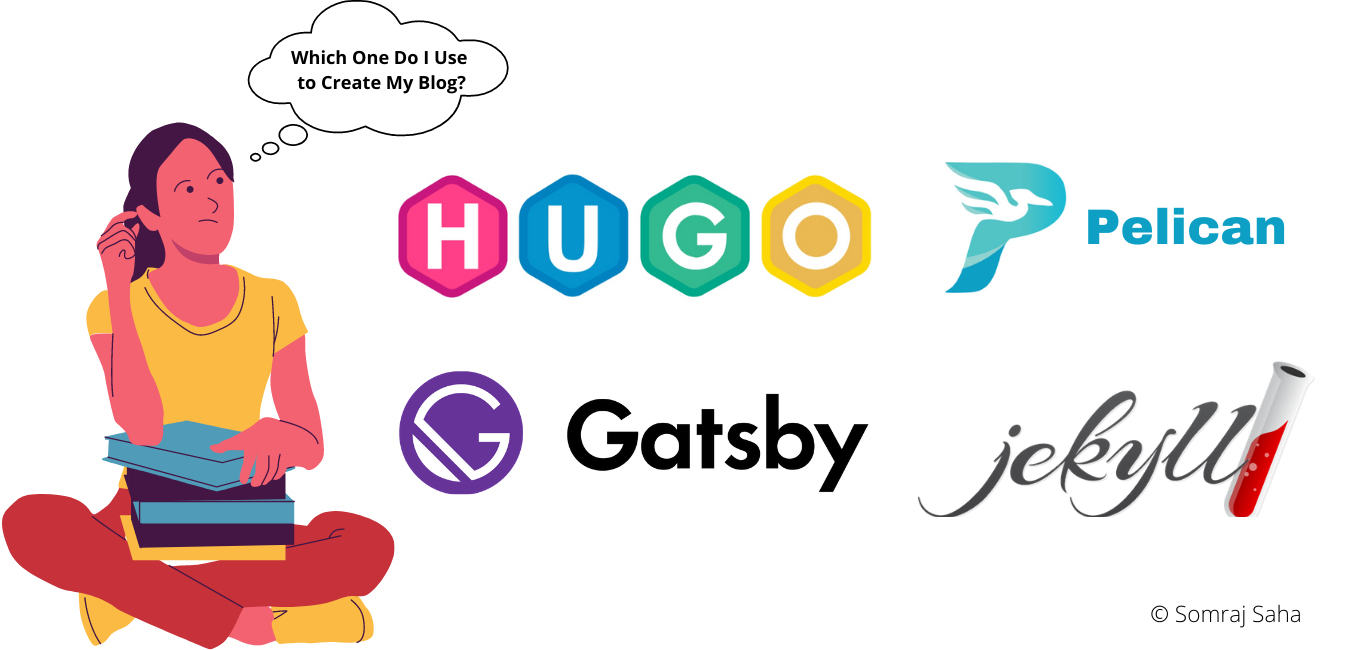 Which One Do I Use
to Create My Blog?
HUGO
Pelican
Gatsby
jekyll
© Somraj Saha